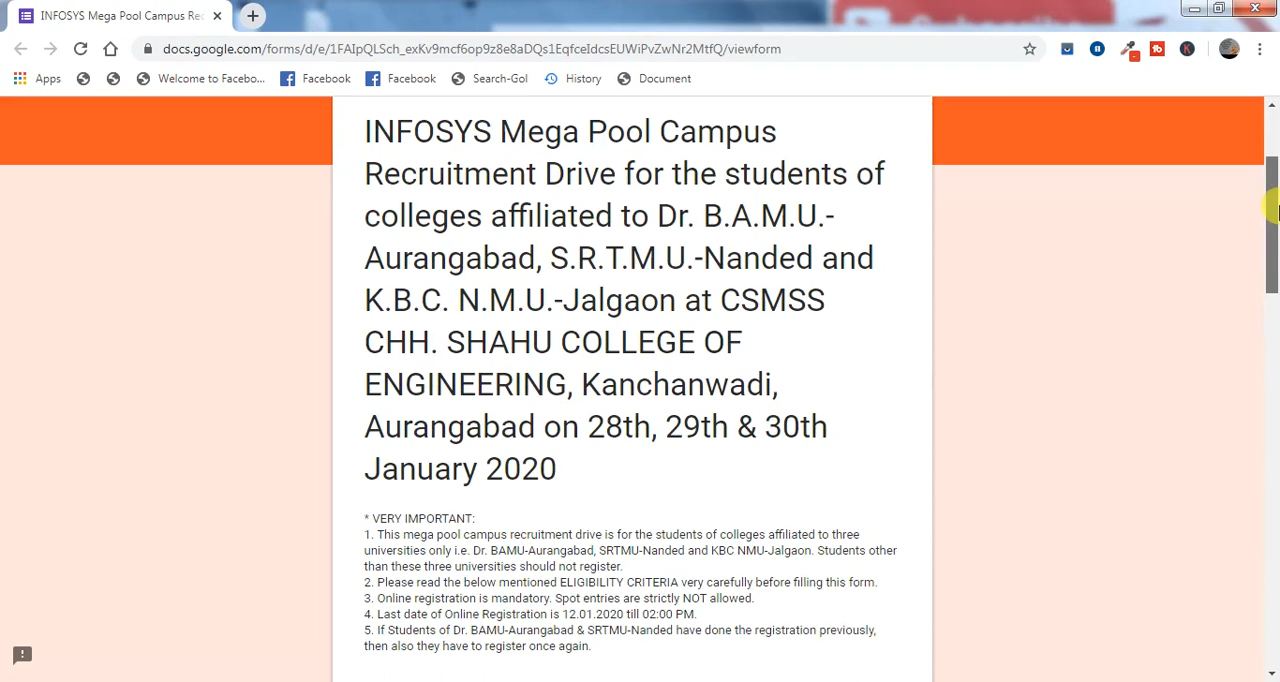 INFOSYS Mega Pool Campus Rec
docs.google.com/forms/d/e/1FAIpQLSch_exKv9mcf6op9z8e8aDQs1EqfceIdcsEUWiPvZwNr2MtfQ/viewform
Apps Welcome to Facebo... Facebook Facebook Search-Gol History Document
INFOSYS Mega Pool Campus
Recruitment Drive for the students of
colleges affiliated to Dr. B.A.M.U.-
Aurangabad, S.R.T.M.U.-Nanded and
K.B.C. N.M.U.-Jalgaon at CSMSS
CHH. SHAHU COLLEGE OF
ENGINEERING, Kanchanwadi,
Aurangabad on 28th, 29th & 30th
January 2020
* VERY IMPORTANT:
1. This mega pool campus recruitment drive is for the students of colleges affiliated to three
universities only i.e. Dr. BAMU-Aurangabad, SRTMU-Nanded and KBC NMU-Jalgaon. Students other
than these three universities should not register.
2. Please read the below mentioned ELIGIBILITY CRITERIA very carefully before filling this form.
3. Online registration is mandatory. Spot entries are strictly NOT allowed.
4. Last date of Online Registration is 12.01.2020 till 02:00 PM.
5. If Students of Dr. BAMU-Aurangabad & SRTMU-Nanded have done the registration previously,
then also they have to register once again.